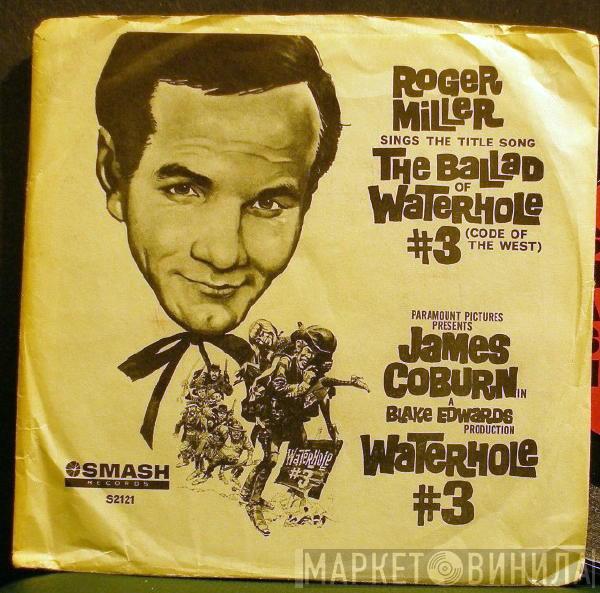 ROGER
MILLER
SINGS THE TITLE SONG
THE BALLAD
OF
WATERHOLE
#3 (CODE OF
THE WEST)
PARAMOUNT PICTURES
PRESENTS
JAMES
COBURN IN
A
BLAKE EDWARDS
PRODUCTION
WATERHOLE
#3
WATERHOLE
#3
SMASH
RECORDS
S2121
МАРКЕТ ВИНИЛА